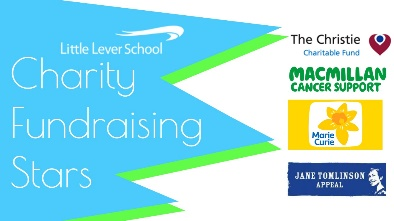 Little Lever School
Charity
Fundraising
Stars
The Christie
Charitable Fund
MACMILLAN
CANCER SUPPORT
Marie
Curie
JANE TOMLINSON
APPEAL